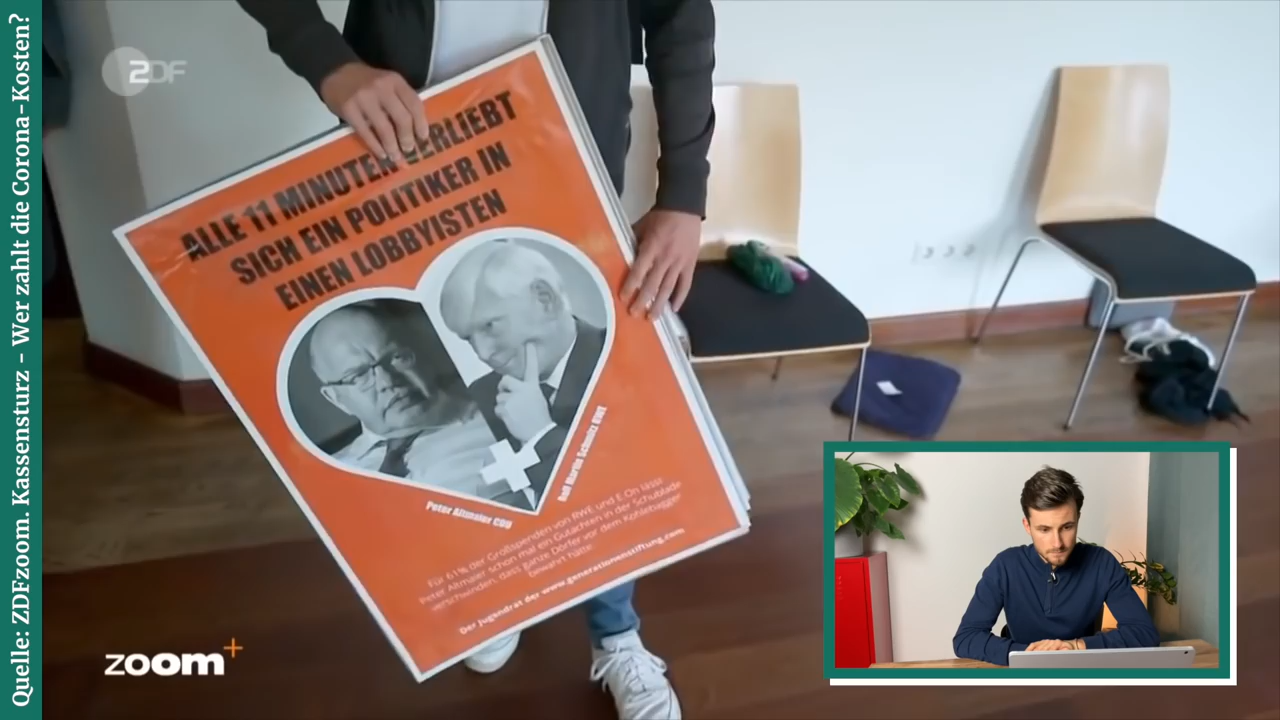 Quelle: ZDFzoom. Kassensturz - Wer zahlt die Corona-Kosten?
ZDF
ALLE 11 MINUTEN VERLIEBT
SICH EIN POLITIKER IN
EINEN LOBBYISTEN
Peter Altmaier CDU
Rolf Martin Schmitz RWE
Für 61% der Großspenden von RWE und E.On lässt
Peter Altmaier schon mal ein Gutachten in der Schublade
verschwinden, dass ganze Dörfer vor dem Kohlebagger
bewahrt hätte
Der Jugendrat der www.generationenstiftung.com
zoom+